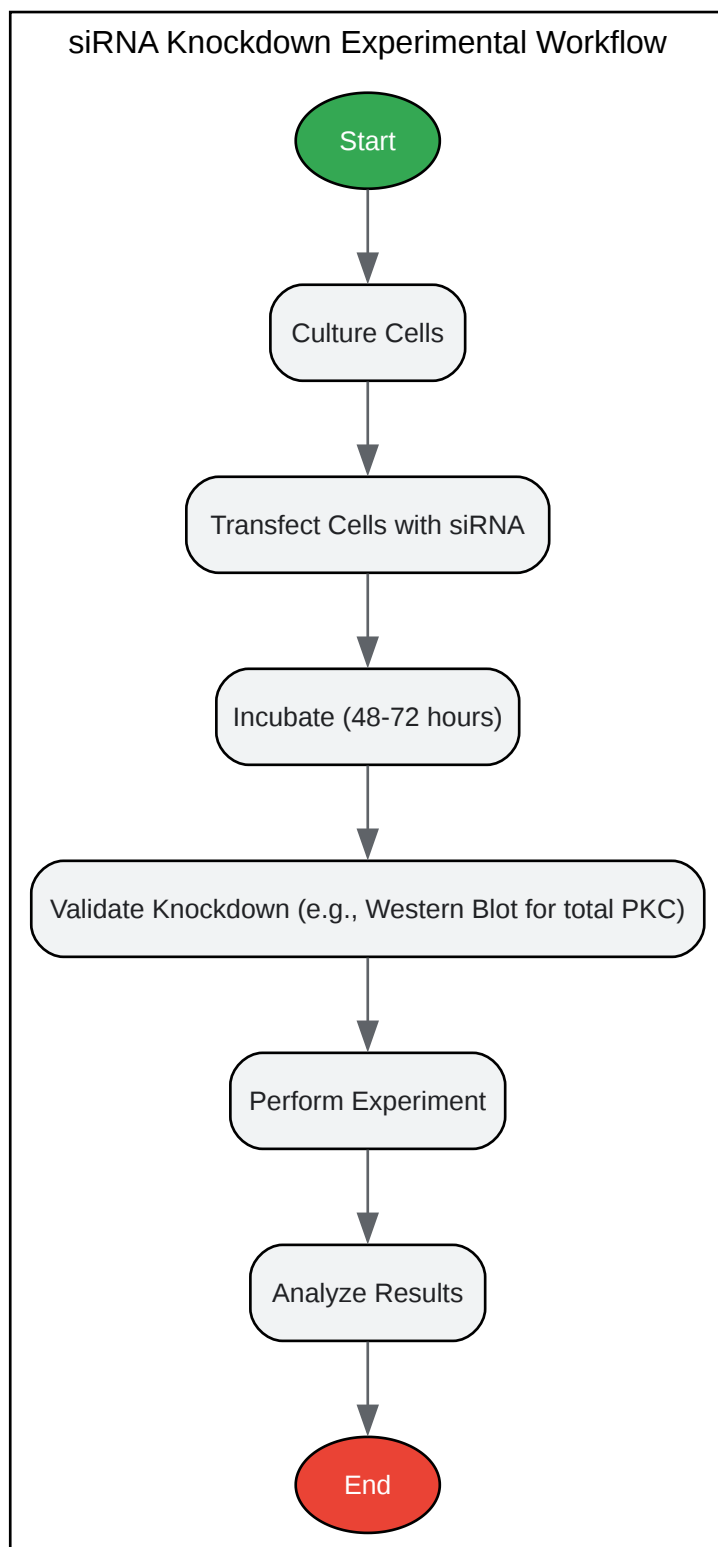 siRNA Knockdown Experimental Workflow
Start
Culture Cells
Transfect Cells with siRNA
Incubate (48-72 hours)
Validate Knockdown (e.g., Western Blot for total PKC)
Perform Experiment
Analyze Results
End